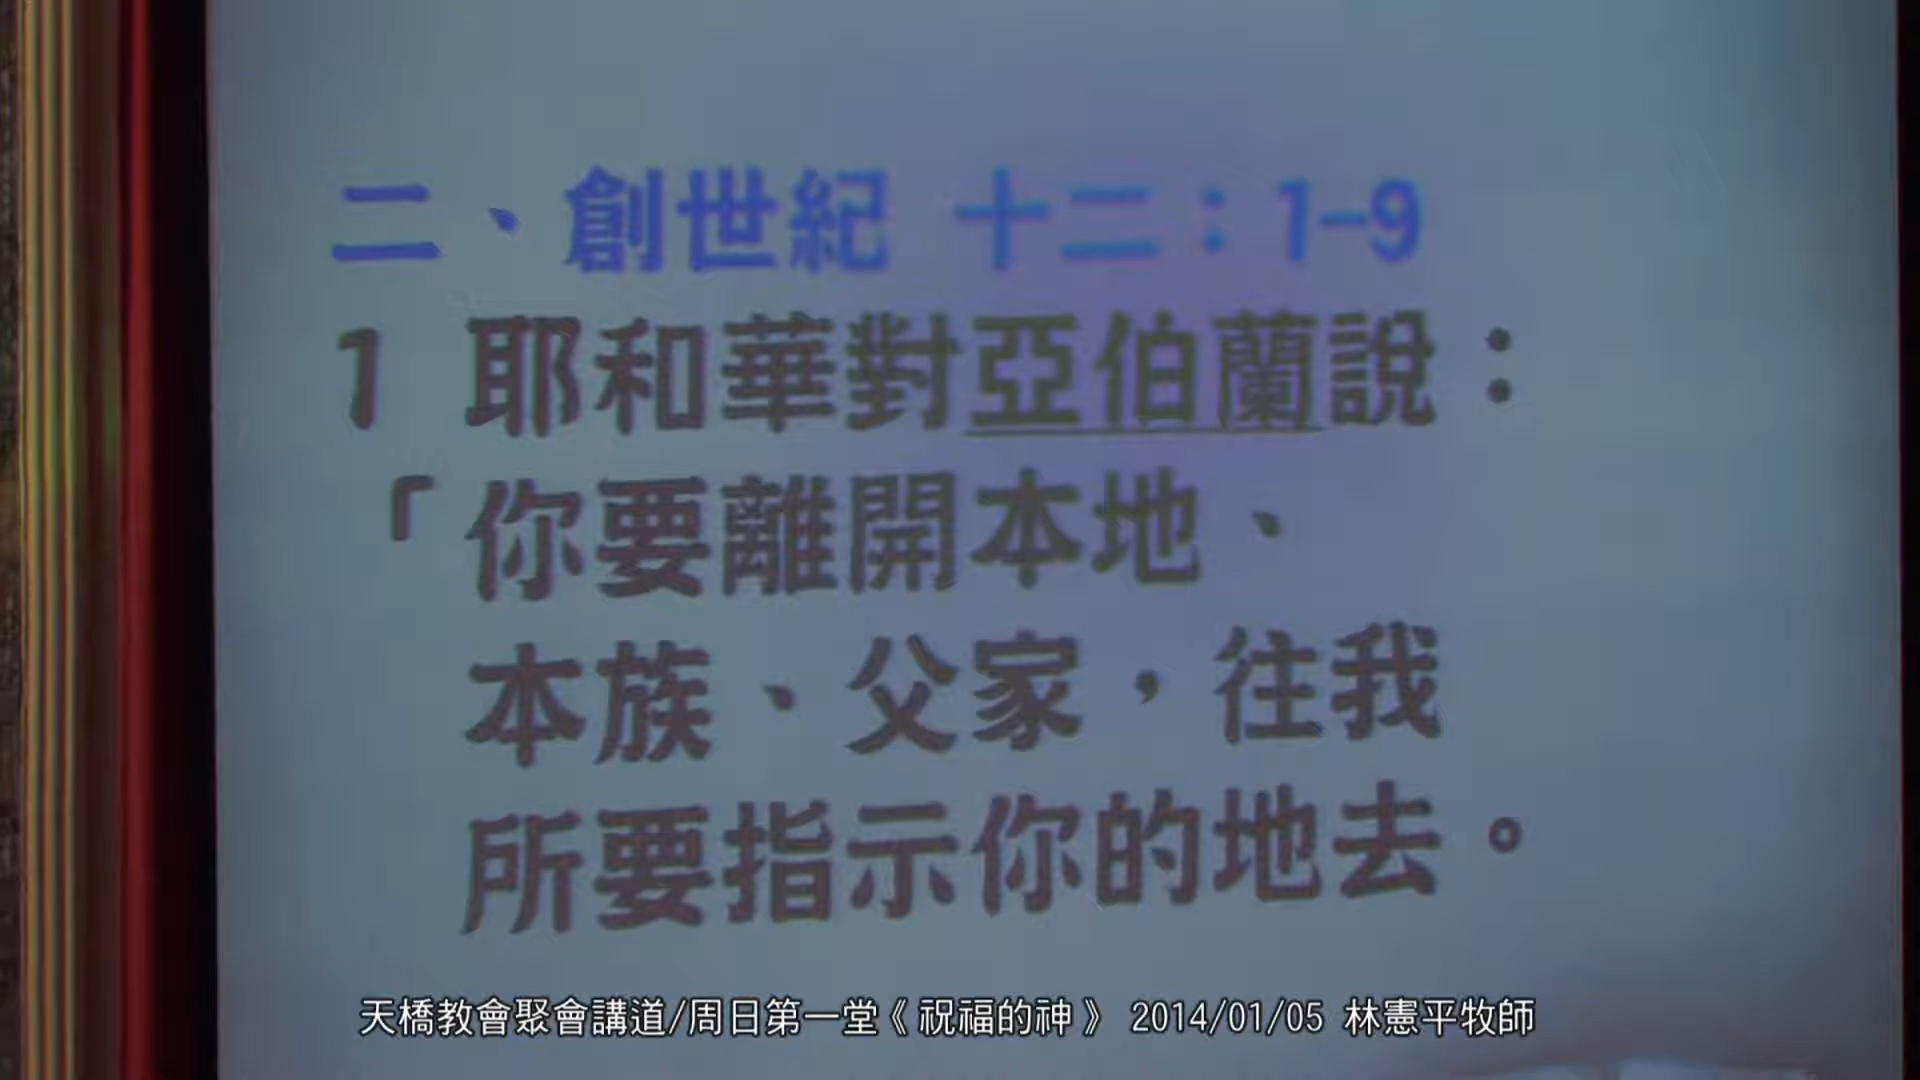 二、創世紀 十二：1-9
1 耶和華對亞伯蘭說：
「你要離開本地、
本族、父家，往我
所要指示你的地去。
天橋教會聚會講道/周日第一堂《祝福的神》 2014/01/05 林憲平牧師